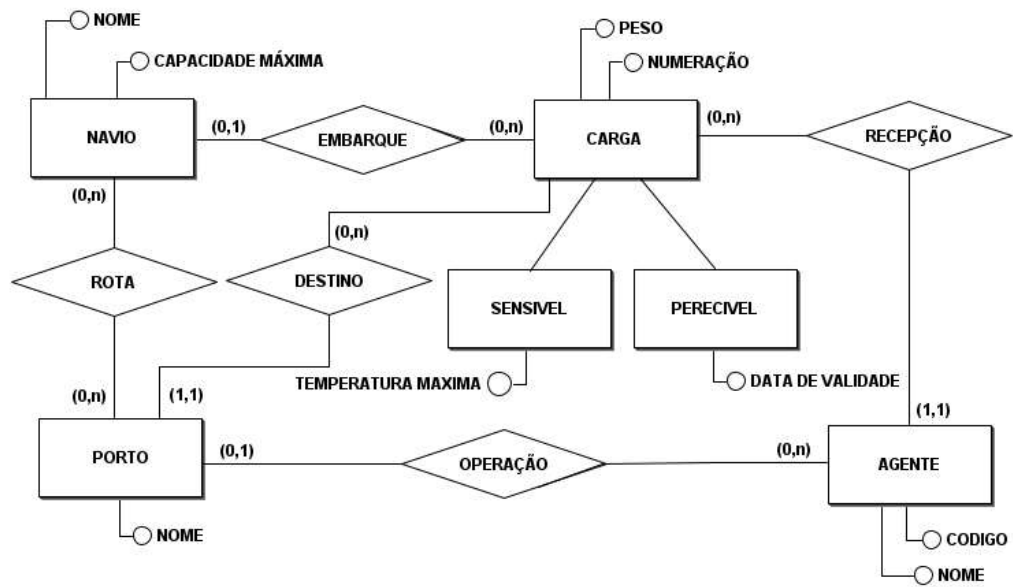 NOME
CAPACIDADE MÁXIMA
PESO
NUMERAÇÃO
NAVIO
(0,1)
EMBARQUE
(0,n)
CARGA
(0,n)
RECEPÇÃO
(0,n)
(0,n)
ROTA
DESTINO
SENSIVEL
PERECIVEL
TEMPERATURA MAXIMA
DATA DE VALIDADE
(0,n)
(1,1)
(1,1)
PORTO
(0,1)
OPERAÇÃO
(0,n)
AGENTE
NOME
CODIGO
NOME